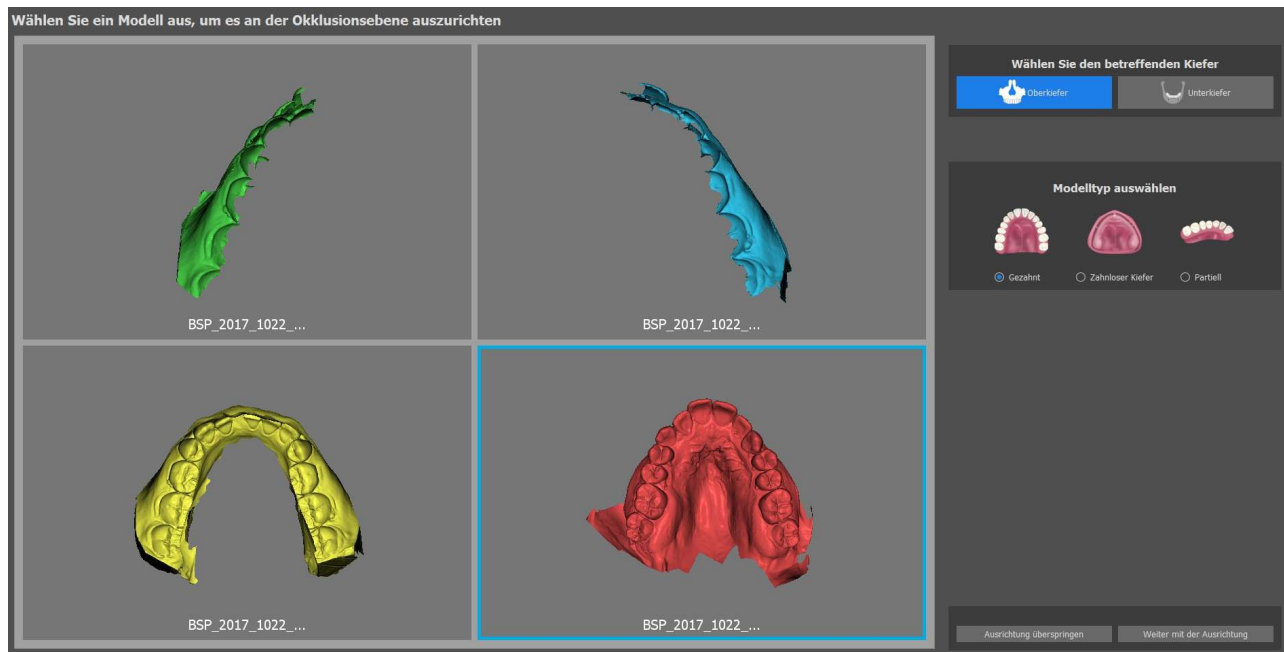 Wählen Sie ein Modell aus, um es an der Okklusionsebene auszurichten
BSP_2017_1022_...
BSP_2017_1022_...
BSP_2017_1022_...
BSP_2017_1022_...
Wählen Sie den betreffenden Kiefer
Oberkiefer
Unterkiefer
Modelltyp auswählen
Gezahnt
Zahnloser Kiefer
Partiell
Ausrichtung überspringen
Weiter mit der Ausrichtung